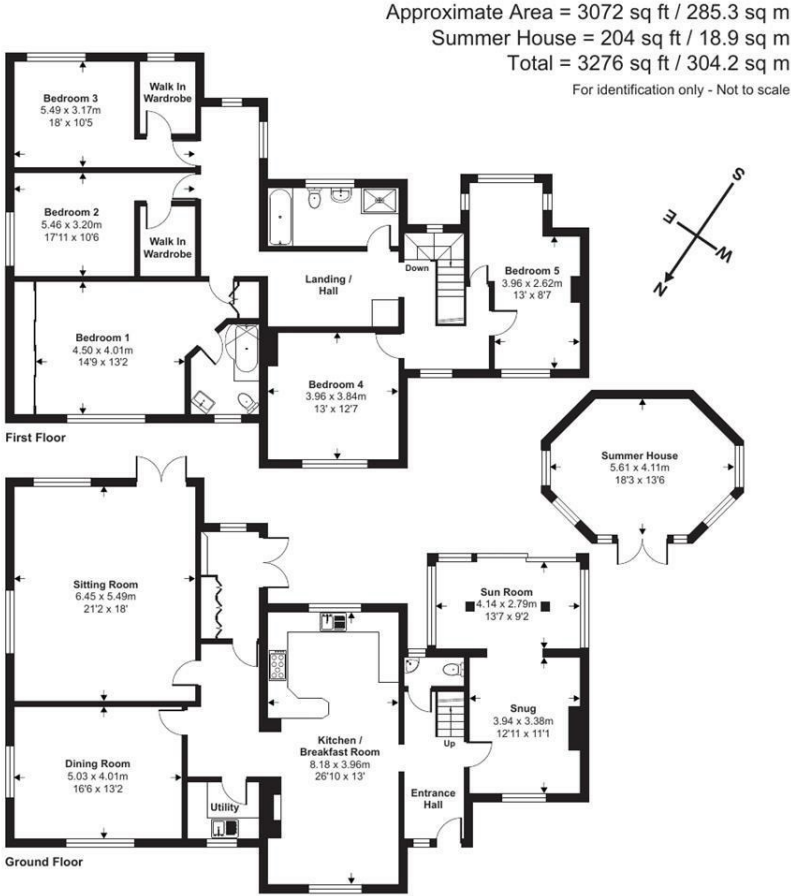 Approximate Area = 3072 sq ft / 285.3 sq m
Summer House = 204 sq ft / 18.9 sq m
Total = 3276 sq ft / 304.2 sq m
For identification only - Not to scale
S
E
W
N
Bedroom 3
5.49 x 3.17m
18' x 10'5
Walk In
Wardrobe
Bedroom 2
5.46 x 3.20m
17'11 x 10'6
Walk In
Wardrobe
Landing /
Hall
Down
Bedroom 5
3.96 x 2.62m
13' x 8'7
Bedroom 1
4.50 x 4.01m
14'9 x 13'2
Bedroom 4
3.96 x 3.84m
13' x 12'7
First Floor
Summer House
5.61 x 4.11m
18'3 x 13'6
Sitting Room
6.45 x 5.49m
21'2 x 18'
Sun Room
4.14 x 2.79m
13'7 x 9'2
Snug
3.94 x 3.38m
12'11 x 11'1
Up
Kitchen /
Breakfast Room
8.18 x 3.96m
26'10 x 13'
Dining Room
5.03 x 4.01m
16'6 x 13'2
Entrance
Hall
Utility
Ground Floor